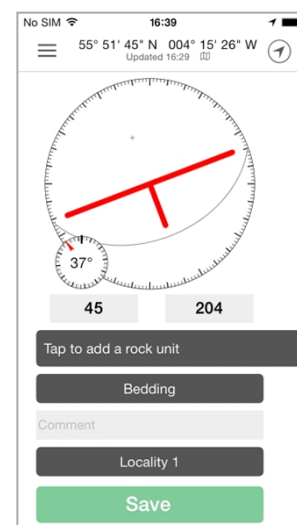 No SIM 16:39 1
55° 51' 45" N 004° 15' 26" W
Updated 16:29
37°
45 204
Tap to add a rock unit
Bedding
Comment
Locality 1
Save